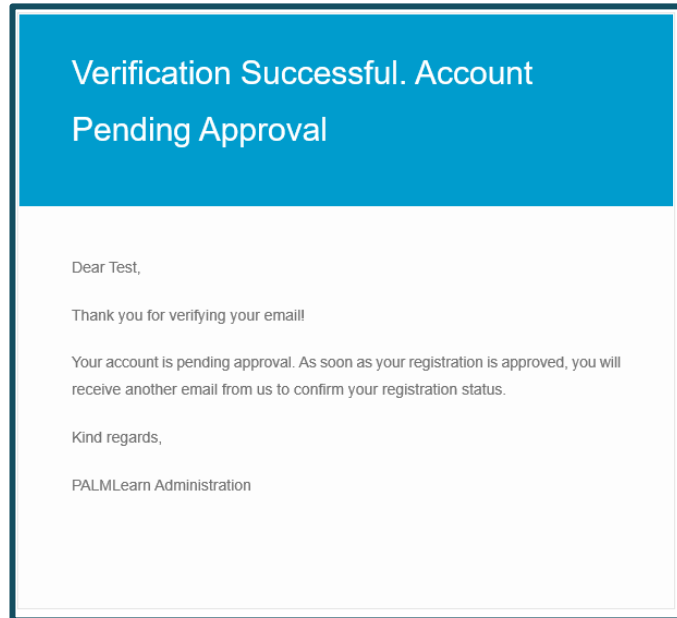 Verification Successful. Account
Pending Approval
Dear Test,
Thank you for verifying your email!
Your account is pending approval. As soon as your registration is approved, you will
receive another email from us to confirm your registration status.
Kind regards,
PALMLearn Administration